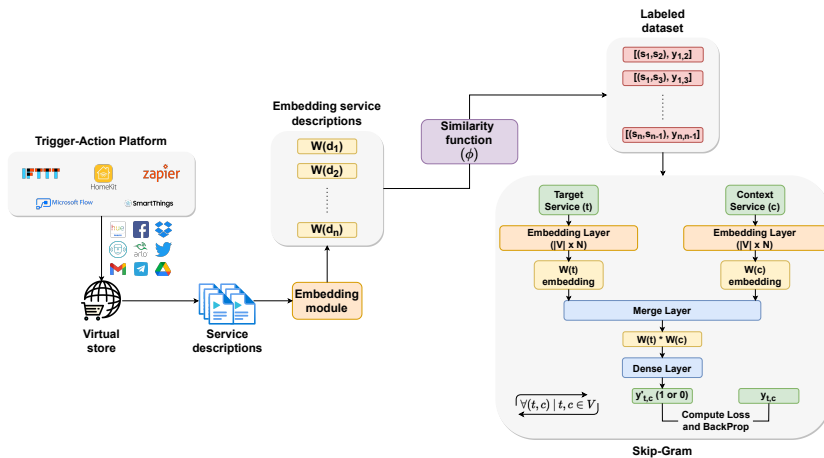 Labeled
dataset
[(s₁,s₂), y₁,₂]
[(s₁,s₃), y₁,₃]
[(sₙ,sₙ₋₁), yₙ,ₙ₋₁]
Embedding service
descriptions
W(d₁)
W(d₂)
W(dₙ)
Similarity
function
(ϕ)
Trigger-Action Platform
IFTTT
HomeKit
zapier
Microsoft Flow
SmartThings
hue
arlo
Virtual
store
Service
descriptions
Embedding
module
Target
Service (t)
Context
Service (c)
Embedding Layer
(|V| x N)
Embedding Layer
(|V| x N)
W(t)
embedding
W(c)
embedding
Merge Layer
W(t) * W(c)
Dense Layer
∀(t, c) | t, c ∈ V
y'ₜ,꜀ (1 or 0)
yₜ,꜀
Compute Loss
and BackProp
Skip-Gram